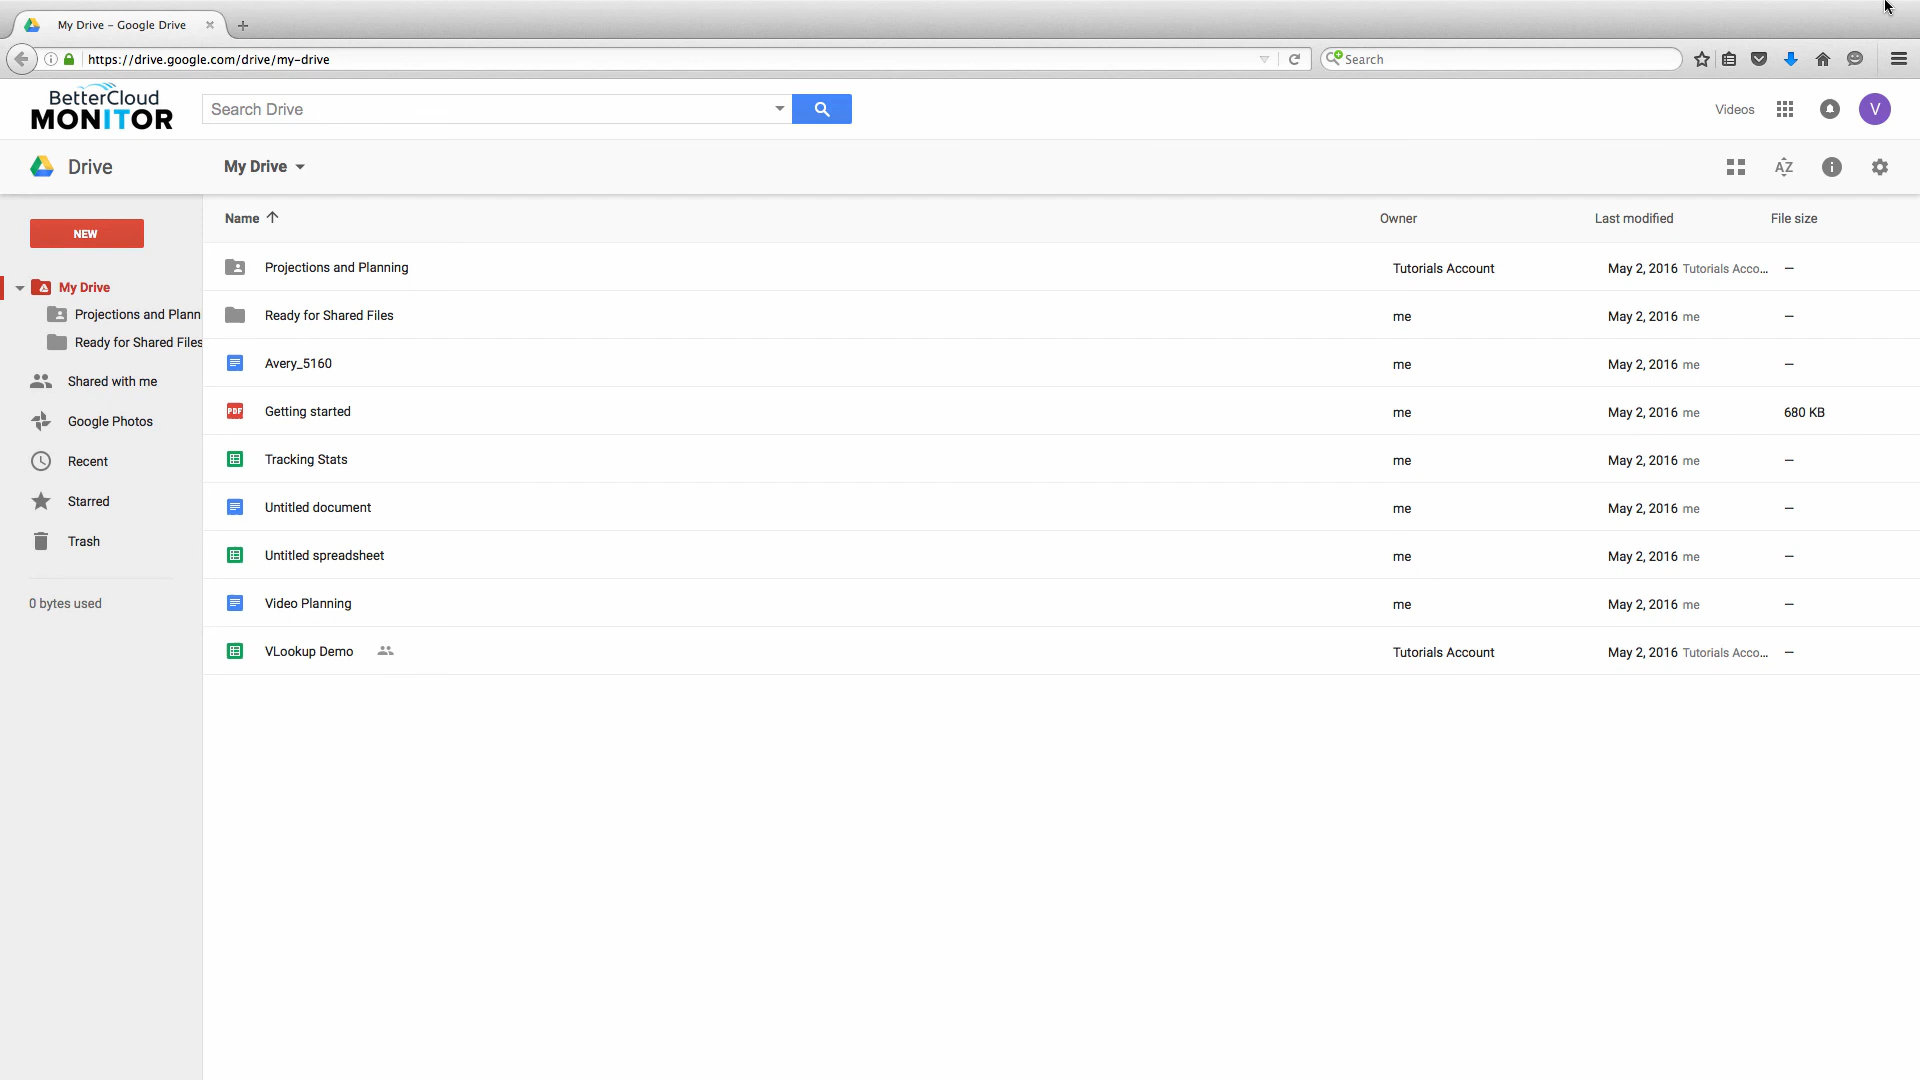 My Drive – Google Drive
https://drive.google.com/drive/my-drive
Search
BetterCloud
MONITOR
Search Drive
Videos
V
Drive
My Drive
AZ
NEW
Name
Owner
Last modified
File size
My Drive
Projections and Plann
Ready for Shared Files
Shared with me
Google Photos
Recent
Starred
Trash
0 bytes used
Projections and Planning Tutorials Account May 2, 2016 Tutorials Acco... –
Ready for Shared Files me May 2, 2016 me –
Avery_5160 me May 2, 2016 me –
PDF Getting started me May 2, 2016 me 680 KB
Tracking Stats me May 2, 2016 me –
Untitled document me May 2, 2016 me –
Untitled spreadsheet me May 2, 2016 me –
Video Planning me May 2, 2016 me –
VLookup Demo Tutorials Account May 2, 2016 Tutorials Acco... –